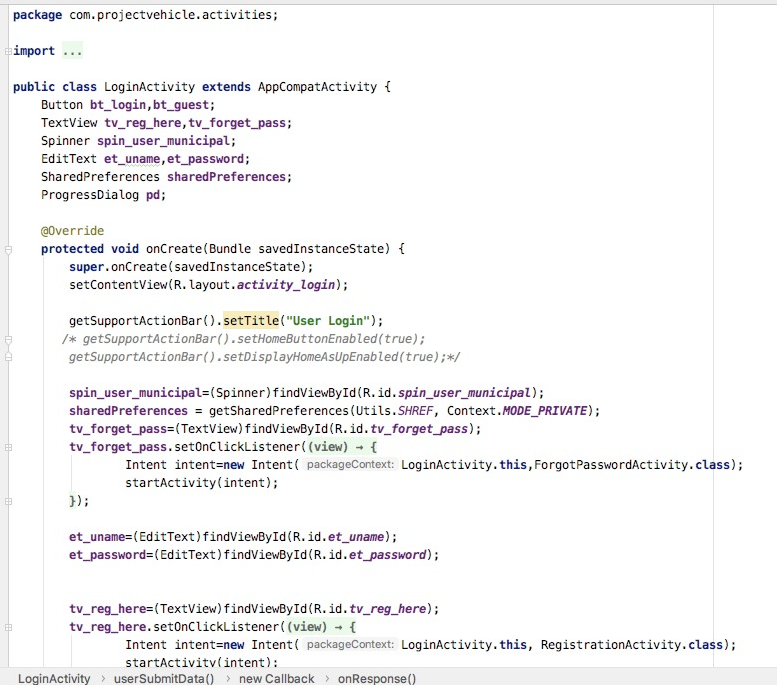 package com.projectvehicle.activities;
import ...
public class LoginActivity extends AppCompatActivity {
Button bt_login,bt_guest;
TextView tv_reg_here,tv_forget_pass;
Spinner spin_user_municipal;
EditText et_uname,et_password;
SharedPreferences sharedPreferences;
ProgressDialog pd;
@Override
protected void onCreate(Bundle savedInstanceState) {
super.onCreate(savedInstanceState);
setContentView(R.layout.activity_login);
getSupportActionBar().setTitle("User Login");
/* getSupportActionBar().setHomeButtonEnabled(true);
getSupportActionBar().setDisplayHomeAsUpEnabled(true);*/
spin_user_municipal=(Spinner)findViewById(R.id.spin_user_municipal);
sharedPreferences = getSharedPreferences(Utils.SHREF, Context.MODE_PRIVATE);
tv_forget_pass=(TextView)findViewById(R.id.tv_forget_pass);
tv_forget_pass.setOnClickListener((view) → {
Intent intent=new Intent( packageContext: LoginActivity.this,ForgotPasswordActivity.class);
startActivity(intent);
});
et_uname=(EditText)findViewById(R.id.et_uname);
et_password=(EditText)findViewById(R.id.et_password);
tv_reg_here=(TextView)findViewById(R.id.tv_reg_here);
tv_reg_here.setOnClickListener((view) → {
Intent intent=new Intent( packageContext: LoginActivity.this, RegistrationActivity.class);
startActivity(intent);
LoginActivity › userSubmitData() › new Callback › onResponse()